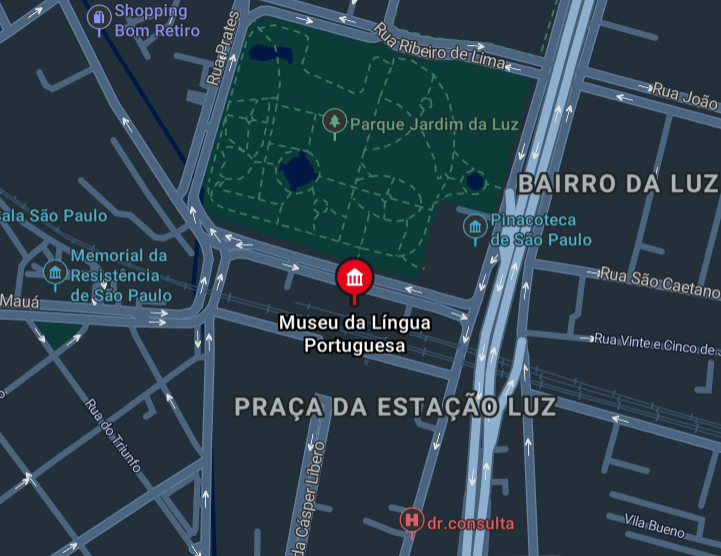 Shopping
Bom Retiro
Rua Prates
Rua Ribeiro de Lima
Rua João
Parque Jardim da Luz
BAIRRO DA LUZ
ala São Paulo
Pinacoteca
de São Paulo
Memorial da
Resistência
de São Paulo
Mauá
Rua São Caetano
Museu da Língua
Portuguesa
Rua Vinte e Cinco de
PRAÇA DA ESTAÇÃO LUZ
Rua do Triunfo
da Cásper Líbero
H dr.consulta
Vila Bueno